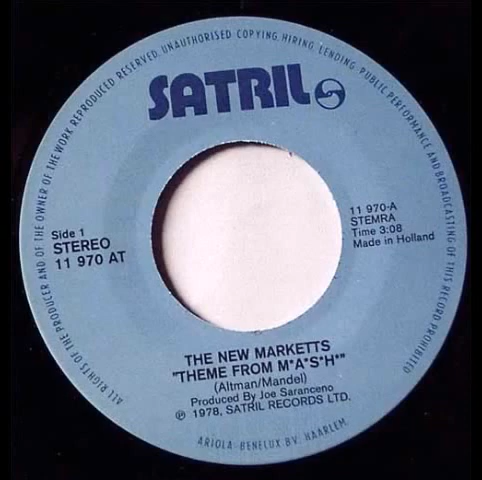 ALL RIGHTS OF THE PRODUCER AND OF THE OWNER OF THE WORK REPRODUCED RESERVED. UNAUTHORISED COPYING, HIRING, LENDING, PUBLIC PERFORMANCE AND BROADCASTING OF THIS RECORD PROHIBITED
SATRIL
Side 1
STEREO
11 970 AT
11 970-A
STEMRA
Time 3:08
Made in Holland
THE NEW MARKETTS
"THEME FROM M*A*S*H*"
(Altman/Mandel)
Produced By Joe Saranceno
℗ 1978, SATRIL RECORDS LTD.
ARIOLA-BENELUX BV. HAARLEM